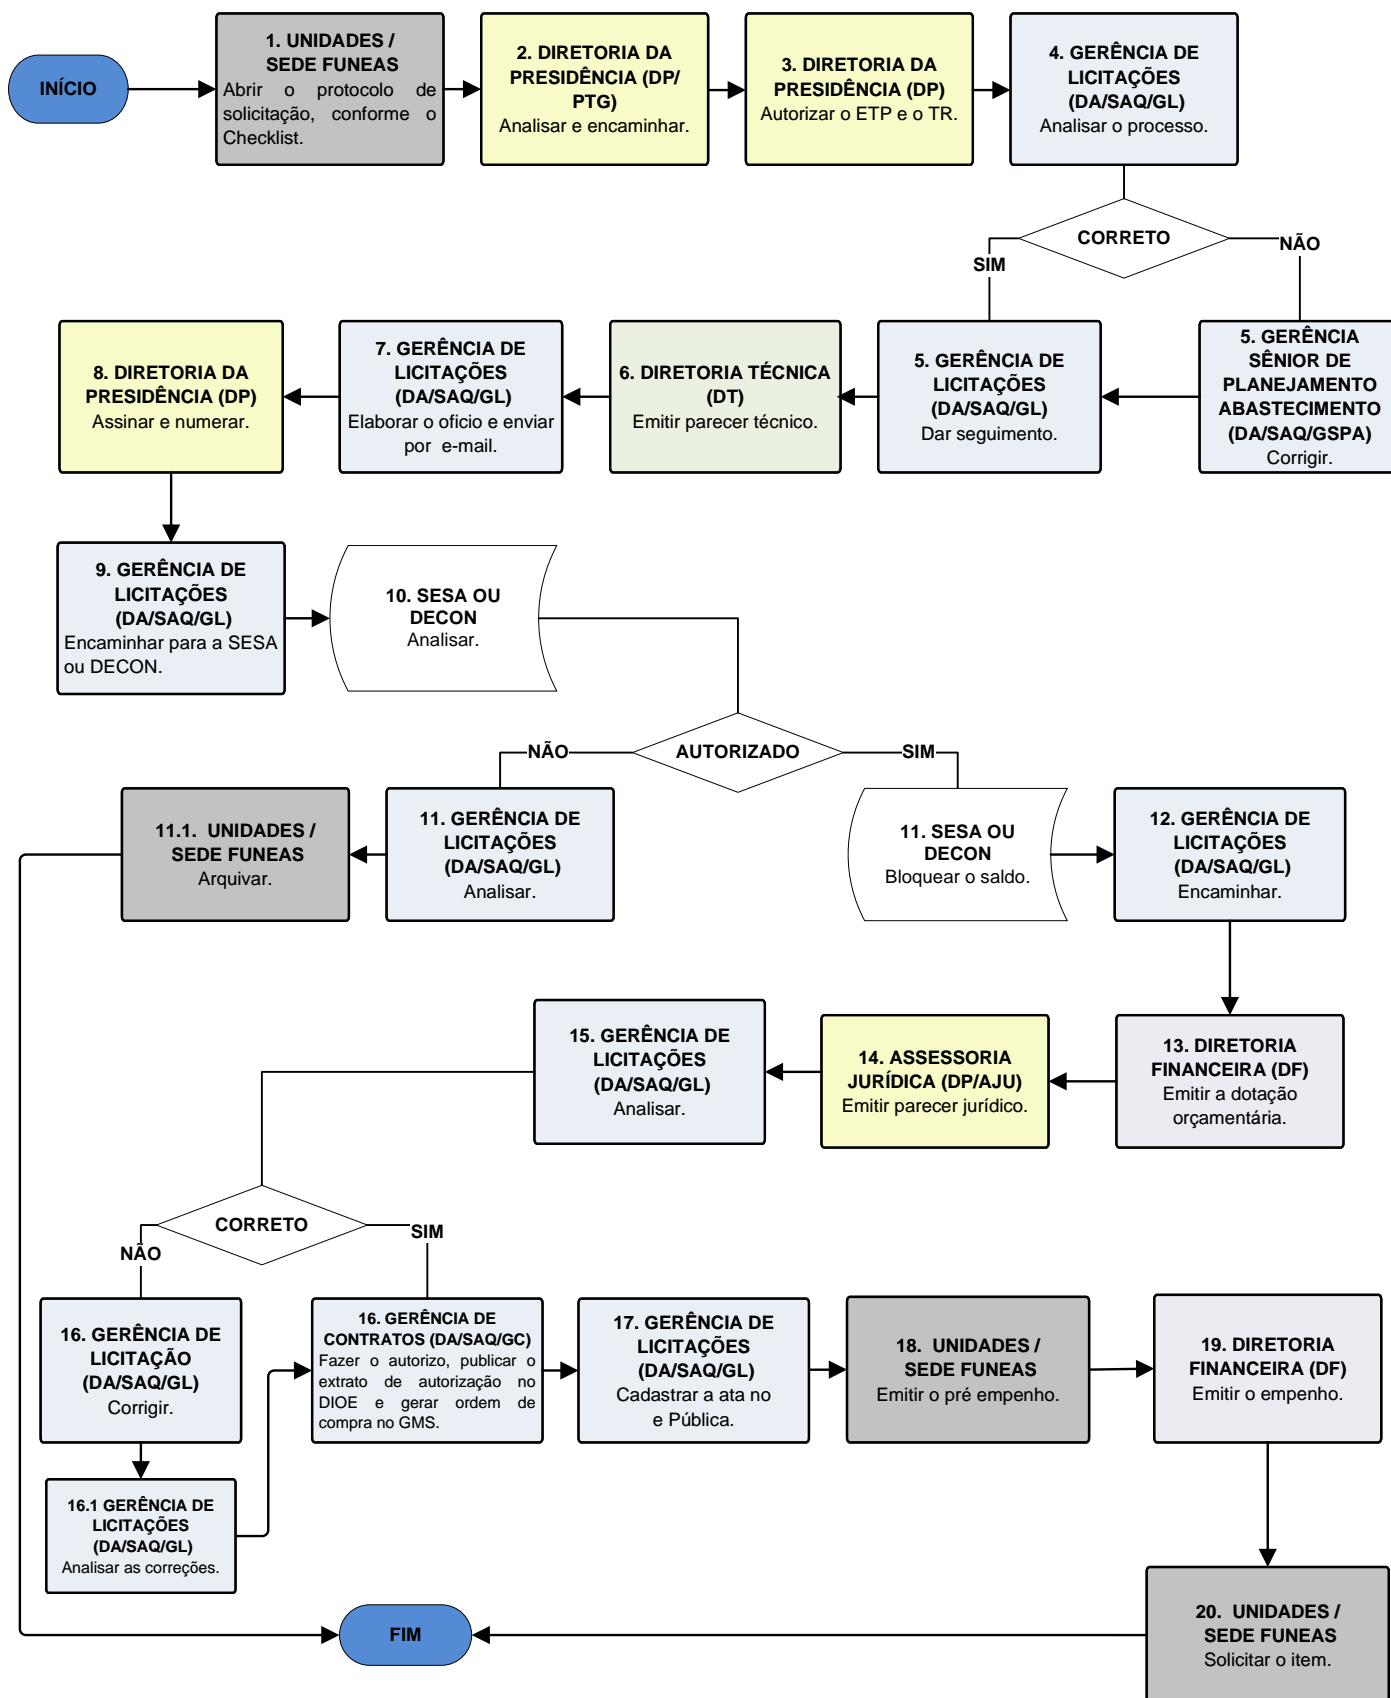 INÍCIO
1. UNIDADES /
SEDE FUNEAS
Abrir o protocolo de
solicitação, conforme o
Checklist.
2. DIRETORIA DA
PRESIDÊNCIA (DP/
PTG)
Analisar e encaminhar.
3. DIRETORIA DA
PRESIDÊNCIA (DP)
Autorizar o ETP e o TR.
4. GERÊNCIA DE
LICITAÇÕES
(DA/SAQ/GL)
Analisar o processo.
CORRETO
SIM
NÃO
8. DIRETORIA DA
PRESIDÊNCIA (DP)
Assinar e numerar.
7. GERÊNCIA DE
LICITAÇÕES
(DA/SAQ/GL)
Elaborar o oficio e enviar
por e-mail.
6. DIRETORIA TÉCNICA
(DT)
Emitir parecer técnico.
5. GERÊNCIA DE
LICITAÇÕES
(DA/SAQ/GL)
Dar seguimento.
5. GERÊNCIA
SÊNIOR DE
PLANEJAMENTO
ABASTECIMENTO
(DA/SAQ/GSPA)
Corrigir.
9. GERÊNCIA DE
LICITAÇÕES
(DA/SAQ/GL)
Encaminhar para a SESA
ou DECON.
10. SESA OU
DECON
Analisar.
NÃO
AUTORIZADO
SIM
11.1. UNIDADES /
SEDE FUNEAS
Arquivar.
11. GERÊNCIA DE
LICITAÇÕES
(DA/SAQ/GL)
Analisar.
11. SESA OU
DECON
Bloquear o saldo.
12. GERÊNCIA DE
LICITAÇÕES
(DA/SAQ/GL)
Encaminhar.
15. GERÊNCIA DE
LICITAÇÕES
(DA/SAQ/GL)
Analisar.
14. ASSESSORIA
JURÍDICA (DP/AJU)
Emitir parecer jurídico.
13. DIRETORIA
FINANCEIRA (DF)
Emitir a dotação
orçamentária.
CORRETO
NÃO
SIM
16. GERÊNCIA DE
LICITAÇÃO
(DA/SAQ/GL)
Corrigir.
16. GERÊNCIA DE
CONTRATOS (DA/SAQ/GC)
Fazer o autorizo, publicar o
extrato de autorização no
DIOE e gerar ordem de
compra no GMS.
17. GERÊNCIA DE
LICITAÇÕES
(DA/SAQ/GL)
Cadastrar a ata no
e Pública.
18. UNIDADES /
SEDE FUNEAS
Emitir o pré empenho.
19. DIRETORIA
FINANCEIRA (DF)
Emitir o empenho.
16.1 GERÊNCIA DE
LICITAÇÕES
(DA/SAQ/GL)
Analisar as correções.
FIM
20. UNIDADES /
SEDE FUNEAS
Solicitar o item.